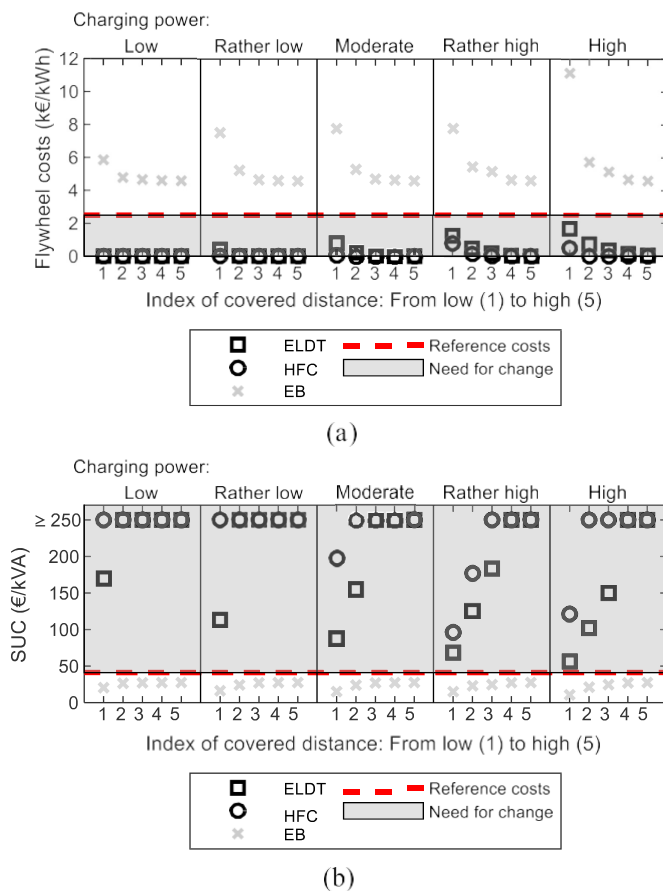 Charging power:
Low Rather low Moderate Rather high High
Flywheel costs (k€/kWh)
12
10
8
6
4
2
0
1 2 3 4 5 1 2 3 4 5 1 2 3 4 5 1 2 3 4 5 1 2 3 4 5
Index of covered distance: From low (1) to high (5)
ELDT Reference costs
HFC Need for change
EB
(a)
Charging power:
Low Rather low Moderate Rather high High
SUC (€/kVA)
≥
250
200
150
100
50
0
1 2 3 4 5 1 2 3 4 5 1 2 3 4 5 1 2 3 4 5 1 2 3 4 5
Index of covered distance: From low (1) to high (5)
ELDT Reference costs
HFC Need for change
EB
(b)